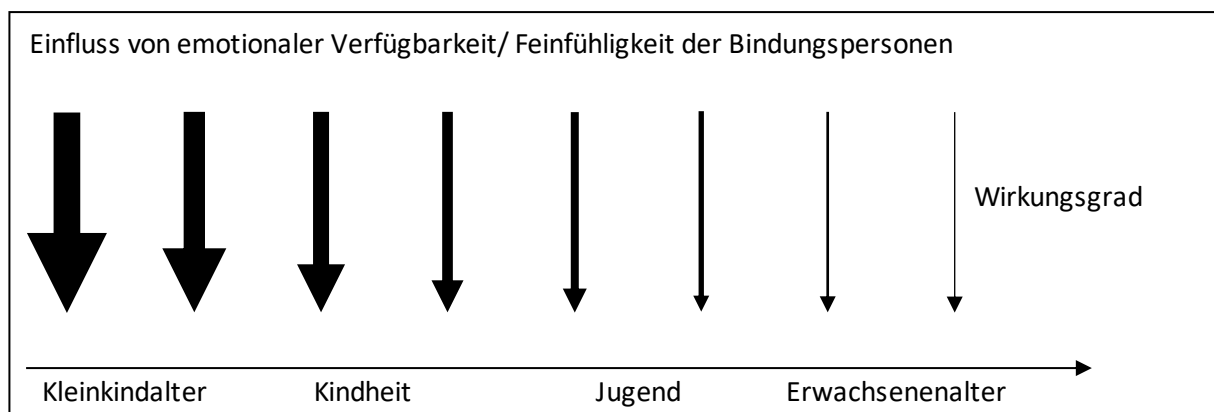 Einfluss von emotionaler Verfügbarkeit/ Feinfühligkeit der Bindungspersonen
Wirkungsgrad
Kleinkindalter Kindheit Jugend Erwachsenenalter